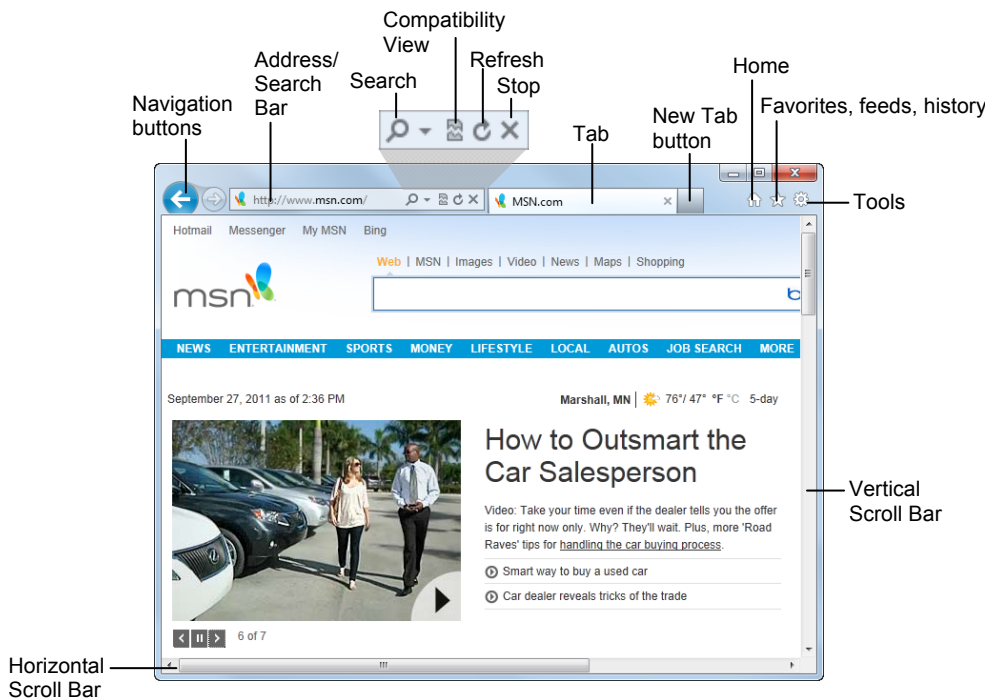 Compatibility
View
Address/
Search
Bar
Search
Refresh
Stop
Home
Navigation
buttons
Favorites, feeds, history
Tab
New Tab
button
http://www.msn.com/
MSN.com
Tools
Hotmail Messenger My MSN Bing
Web | MSN | Images | Video | News | Maps | Shopping
msn
b
NEWS ENTERTAINMENT SPORTS MONEY LIFESTYLE LOCAL AUTOS JOB SEARCH MORE
September 27, 2011 as of 2:36 PM
Marshall, MN | 76°/ 47° °F °C 5-day
How to Outsmart the
Car Salesperson
Video: Take your time even if the dealer tells you the offer
is for right now only. Why? They'll wait. Plus, more 'Road
Raves' tips for handling the car buying process.
Smart way to buy a used car
Car dealer reveals tricks of the trade
Vertical
Scroll Bar
6 of 7
Horizontal
Scroll Bar